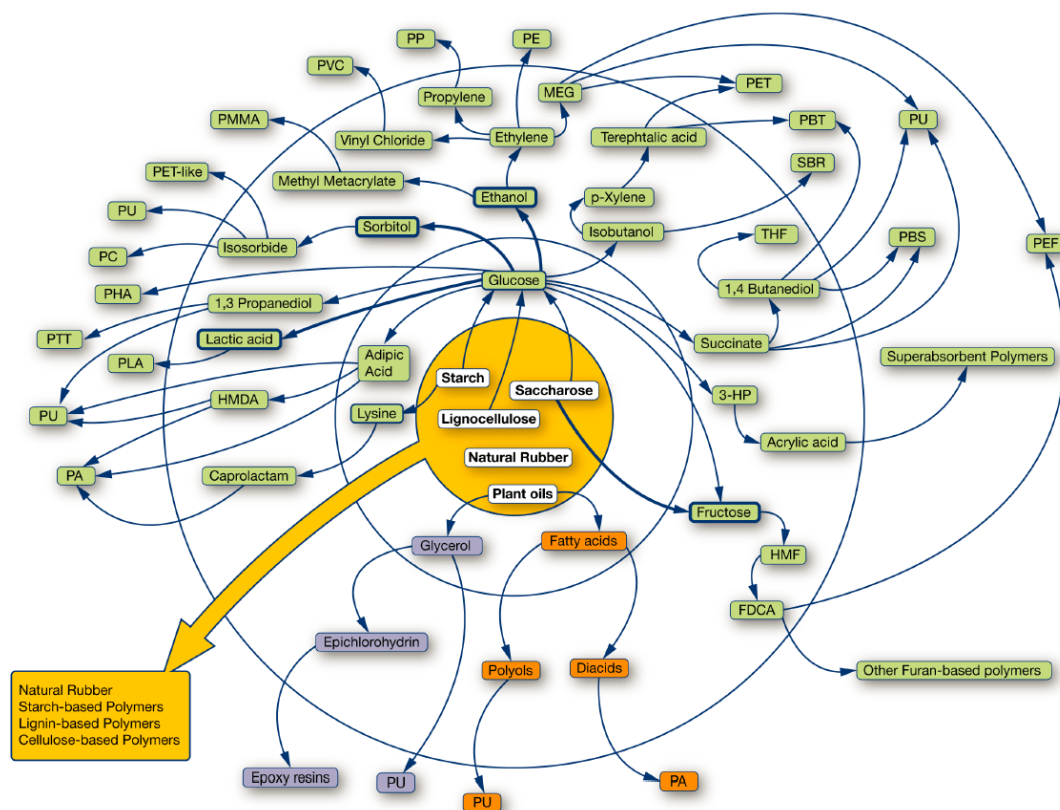 PP
PE
PVC
Propylene
MEG
PET
PMMA
Vinyl Chloride
Ethylene
Terephtalic acid
PBT
PU
PET-like
Methyl Metacrylate
Ethanol
p-Xylene
SBR
PU
Sorbitol
Isobutanol
THF
PBS
PEF
PC
Isosorbide
PHA
1,3 Propanediol
Glucose
1,4 Butanediol
PTT
Lactic acid
Succinate
PLA
Adipic
Acid
Superabsorbent Polymers
Starch
Saccharose
3-HP
PU
HMDA
Lysine
Lignocellulose
Acrylic acid
PA
Caprolactam
Natural Rubber
Plant oils
Fructose
Glycerol
Fatty acids
HMF
FDCA
Epichlorohydrin
Polyols
Diacids
Other Furan-based polymers
Natural Rubber
Starch-based Polymers
Lignin-based Polymers
Cellulose-based Polymers
Epoxy resins
PU
PU
PA